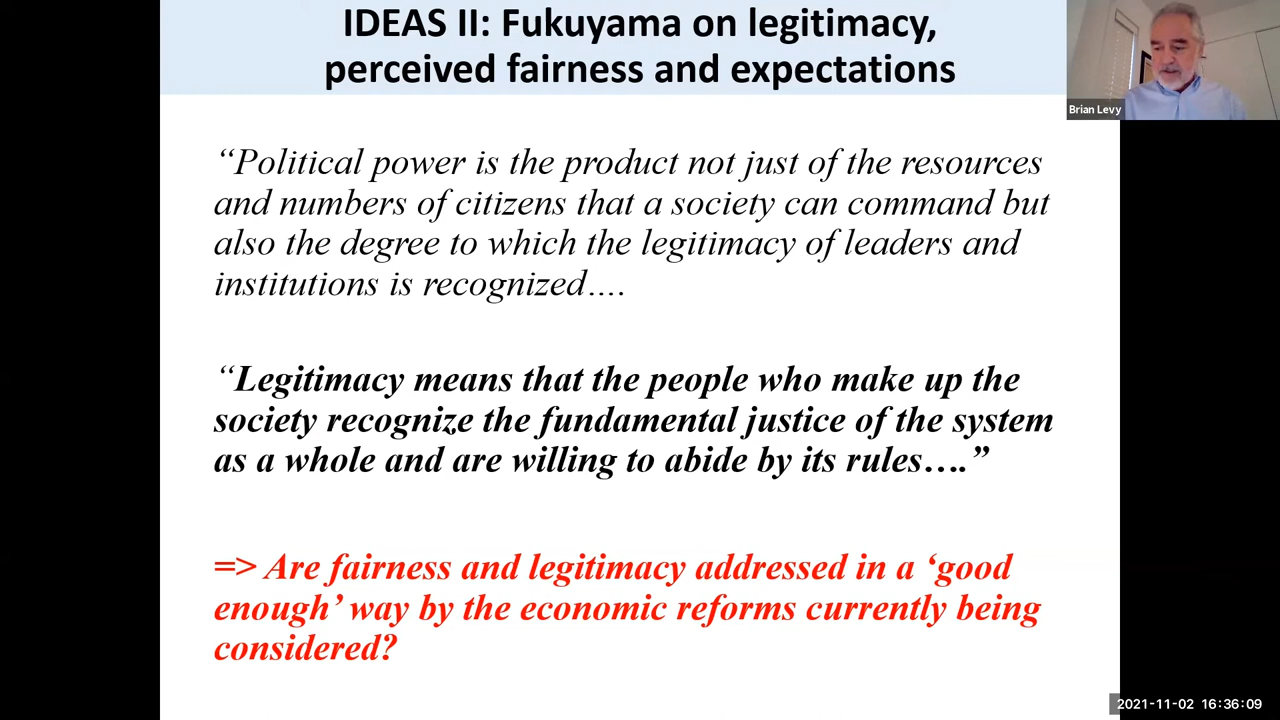 IDEAS II: Fukuyama on legitimacy,
perceived fairness and expectations
Brian Levy
“Political power is the product not just of the resources
and numbers of citizens that a society can command but
also the degree to which the legitimacy of leaders and
institutions is recognized….
“Legitimacy means that the people who make up the
society recognize the fundamental justice of the system
as a whole and are willing to abide by its rules….”
=> Are fairness and legitimacy addressed in a ‘good
enough’ way by the economic reforms currently being
considered?
2021-11-02 16:36:09